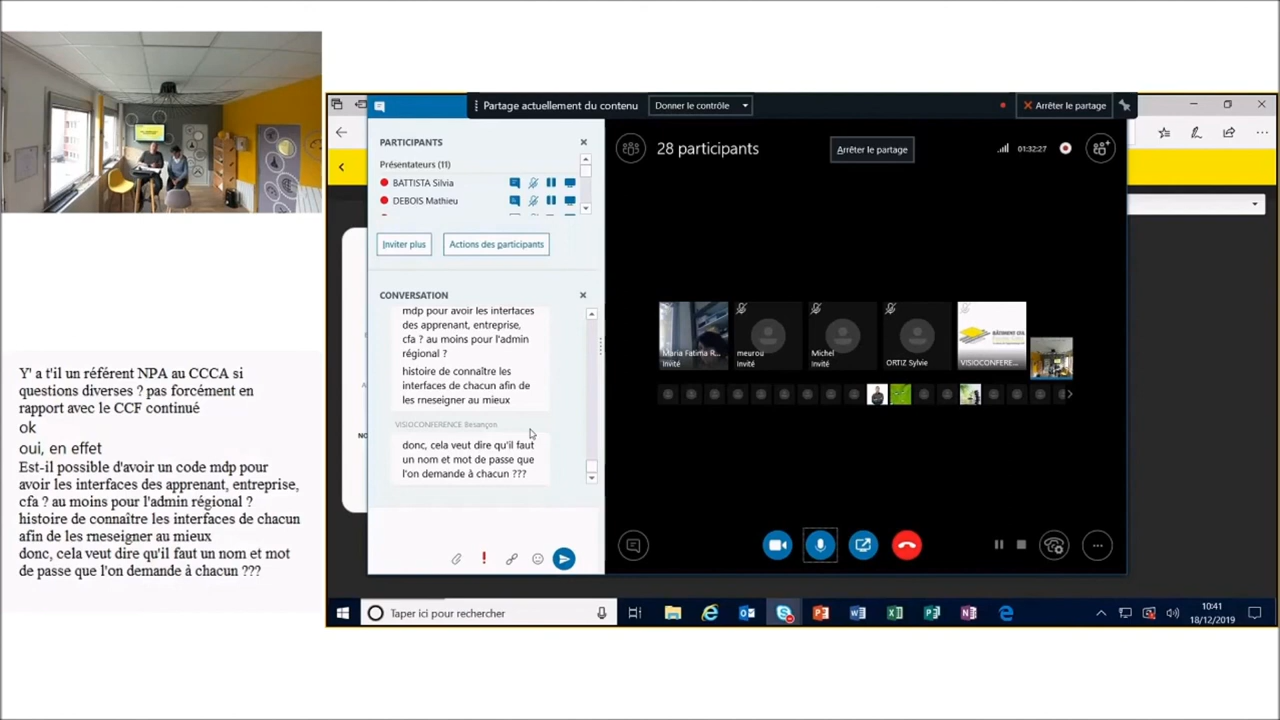 Partage actuellement du contenu
Donner le contrôle
Arrêter le partage
PARTICIPANTS
Présentateurs (11)
BATTISTA Silvia
DEBOIS Mathieu
Inviter plus
Actions des participants
CONVERSATION
mdp pour avoir les interfaces
des apprenant, entreprise,
cfa ? au moins pour l'admin
régional ?
histoire de connaître les
interfaces de chacun afin de
les rneseigner au mieux
VISIOCONFERENCE Besançon
donc, cela veut dire qu'il faut
un nom et mot de passe que
l'on demande à chacun ???
28 participants
Arrêter le partage
01:32:27
Maria Fatima R...
Invité
meurou
Invité
Michel
Invité
ORTIZ Sylvie
BÂTIMENT CFA
VISIOCONFERE...
Y' a t'il un référent NPA au CCCA si
questions diverses ? pas forcément en
rapport avec le CCF continué
ok
oui, en effet
Est-il possible d'avoir un code mdp pour
avoir les interfaces des apprenant, entreprise,
cfa ? au moins pour l'admin régional ?
histoire de connaître les interfaces de chacun
afin de les rneseigner au mieux
donc, cela veut dire qu'il faut un nom et mot
de passe que l'on demande à chacun ???
Taper ici pour rechercher
10:41
18/12/2019